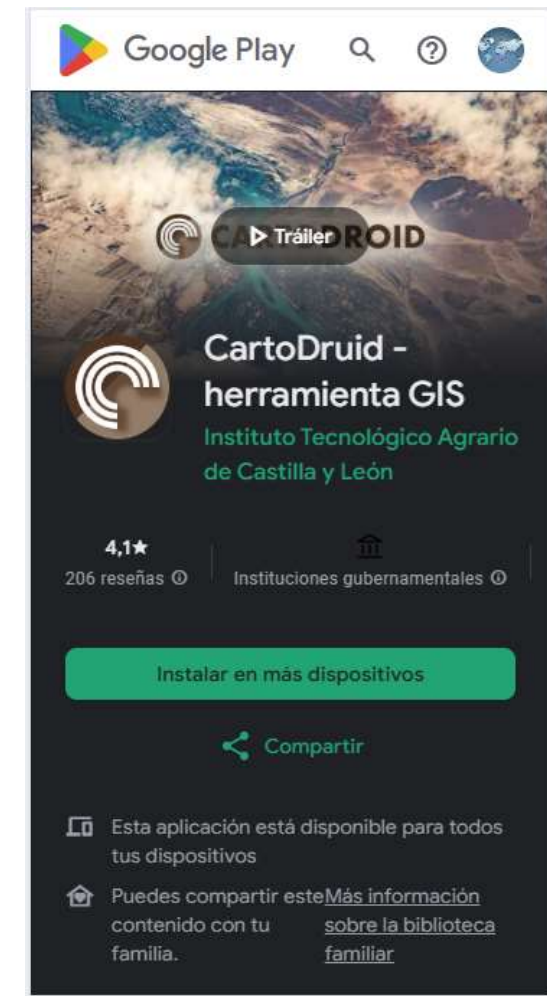 Google Play
CARTODROID
Tráiler
CartoDruid -
herramienta GIS
Instituto Tecnológico Agrario
de Castilla y León
4,1★
206 reseñas
Instituciones gubernamentales
Instalar en más dispositivos
Compartir
Esta aplicación está disponible para todos
tus dispositivos
Puedes compartir este Más información
contenido con tu sobre la biblioteca
familia. familiar